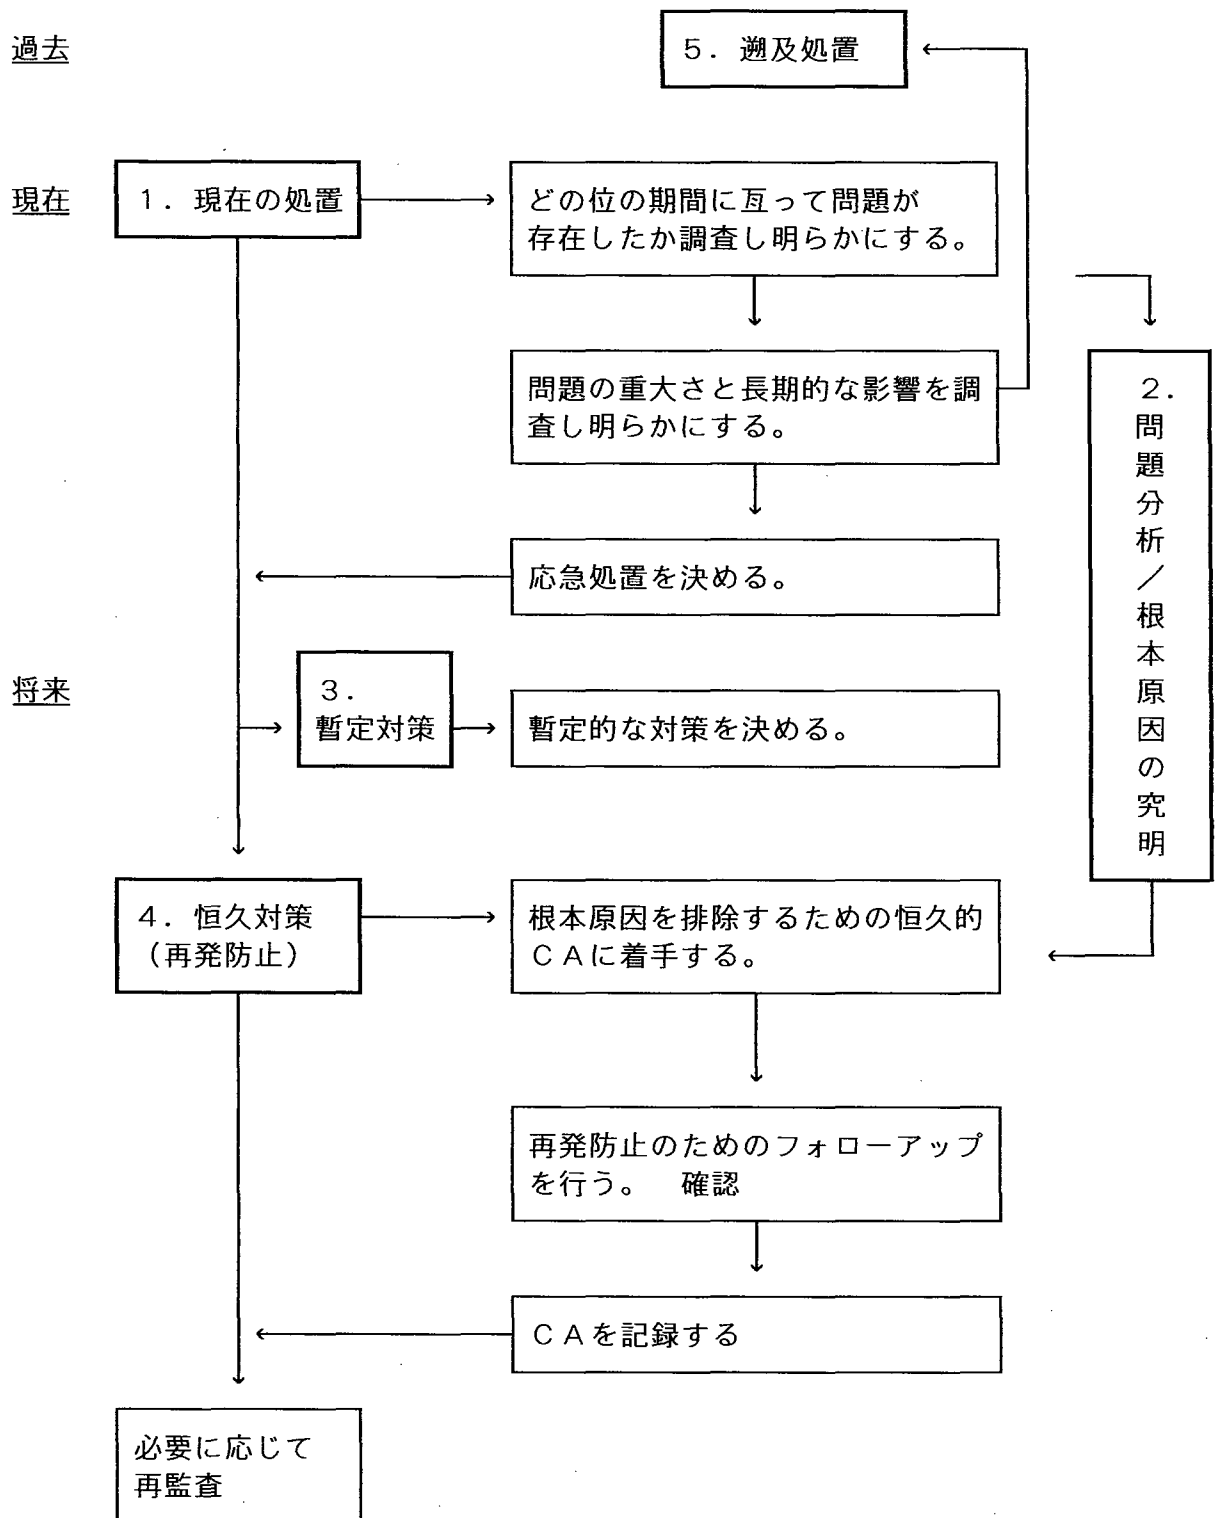 過去
５．遡及処置
現在
１．現在の処置
どの位の期間に亙って問題が
存在したか調査し明らかにする。
問題の重大さと長期的な影響を調
査し明らかにする。
２．
問題分析／根本原因の究明
応急処置を決める。
将来
３．
暫定対策
暫定的な対策を決める。
４．恒久対策
（再発防止）
根本原因を排除するための恒久的
ＣＡに着手する。
再発防止のためのフォローアップ
を行う。　確認
ＣＡを記録する
必要に応じて
再監査